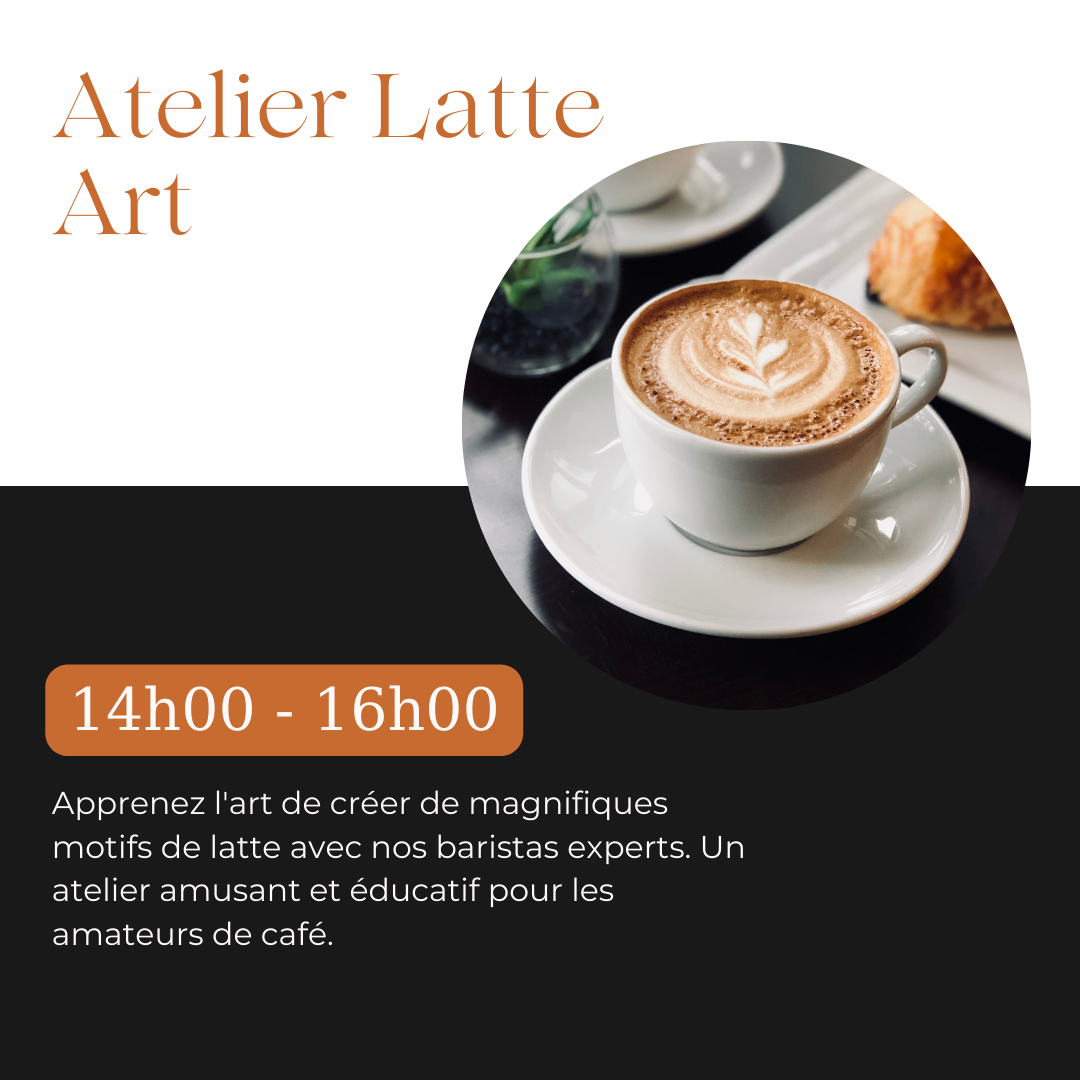 Atelier Latte
Art
14h00 - 16h00
Apprenez l'art de créer de magnifiques
motifs de latte avec nos baristas experts. Un
atelier amusant et éducatif pour les
amateurs de café.